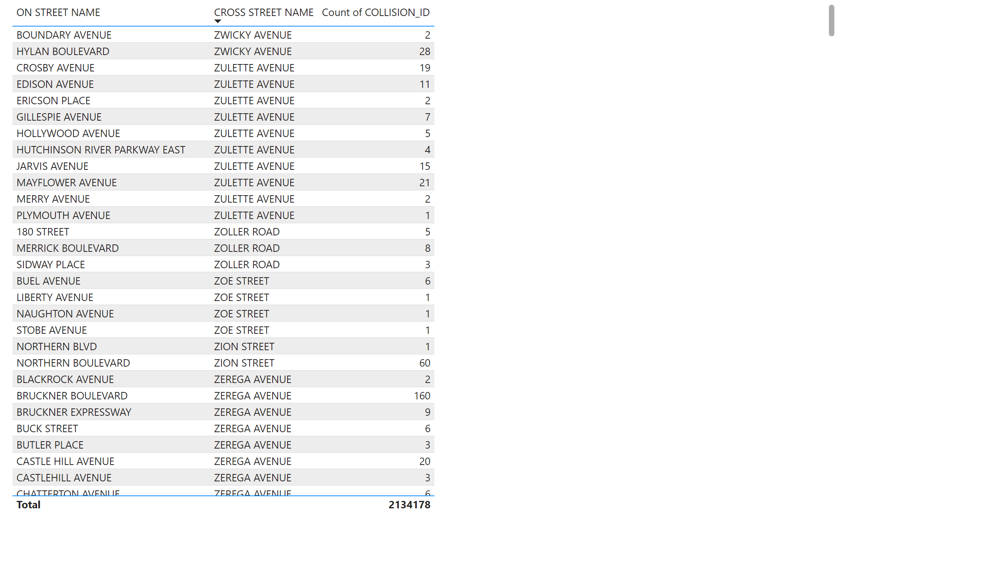 ON STREET NAME CROSS STREET NAME Count of COLLISION_ID
BOUNDARY AVENUE ZWICKY AVENUE 2
HYLAN BOULEVARD ZWICKY AVENUE 28
CROSBY AVENUE ZULETTE AVENUE 19
EDISON AVENUE ZULETTE AVENUE 11
ERICSON PLACE ZULETTE AVENUE 2
GILLESPIE AVENUE ZULETTE AVENUE 7
HOLLYWOOD AVENUE ZULETTE AVENUE 5
HUTCHINSON RIVER PARKWAY EAST ZULETTE AVENUE 4
JARVIS AVENUE ZULETTE AVENUE 15
MAYFLOWER AVENUE ZULETTE AVENUE 21
MERRY AVENUE ZULETTE AVENUE 2
PLYMOUTH AVENUE ZULETTE AVENUE 1
180 STREET ZOLLER ROAD 5
MERRICK BOULEVARD ZOLLER ROAD 8
SIDWAY PLACE ZOLLER ROAD 3
BUEL AVENUE ZOE STREET 6
LIBERTY AVENUE ZOE STREET 1
NAUGHTON AVENUE ZOE STREET 1
STOBE AVENUE ZOE STREET 1
NORTHERN BLVD ZION STREET 1
NORTHERN BOULEVARD ZION STREET 60
BLACKROCK AVENUE ZEREGA AVENUE 2
BRUCKNER BOULEVARD ZEREGA AVENUE 160
BRUCKNER EXPRESSWAY ZEREGA AVENUE 9
BUCK STREET ZEREGA AVENUE 6
BUTLER PLACE ZEREGA AVENUE 3
CASTLE HILL AVENUE ZEREGA AVENUE 20
CASTLEHILL AVENUE ZEREGA AVENUE 3
CHATTERTON AVENUE ZEREGA AVENUE 6
Total 2134178